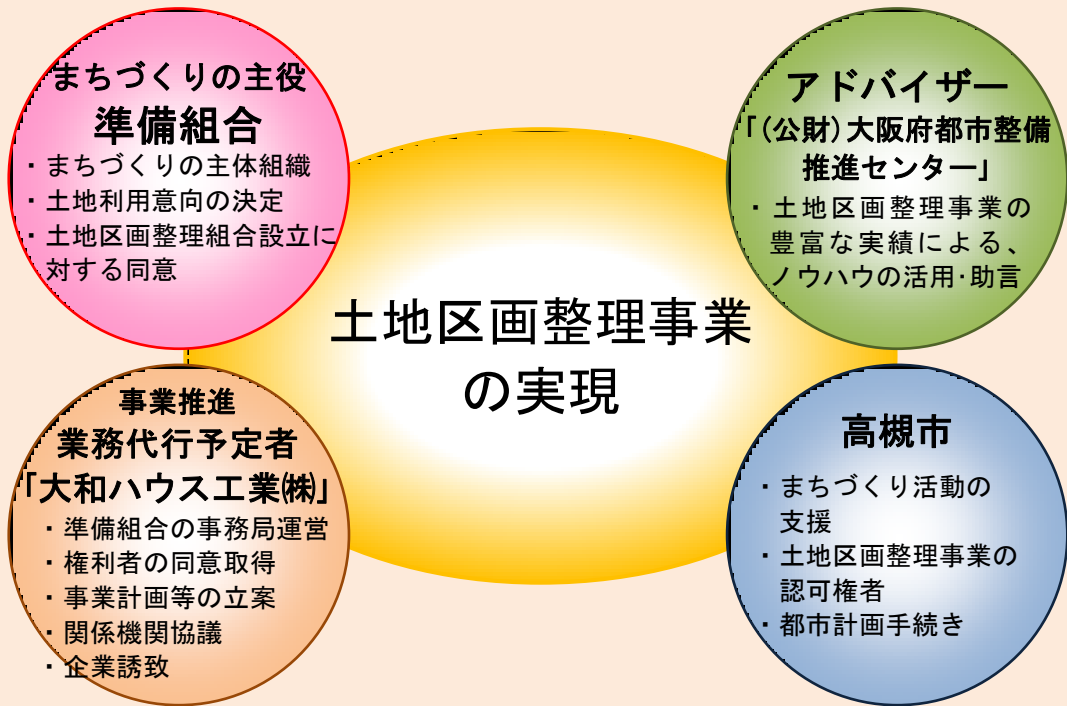 まちづくりの主役
準備組合
・まちづくりの主体組織
・土地利用意向の決定
・土地区画整理組合設立に
対する同意
アドバイザー
「(公財)大阪府都市整備
推進センター」
・土地区画整理事業の
豊富な実績による、
ノウハウの活用・助言
土地区画整理事業
の実現
事業推進
業務代行予定者
「大和ハウス工業㈱」
・準備組合の事務局運営
・権利者の同意取得
・事業計画等の立案
・関係機関協議
・企業誘致
高槻市
・まちづくり活動の
支援
・土地区画整理事業の
認可権者
・都市計画手続き